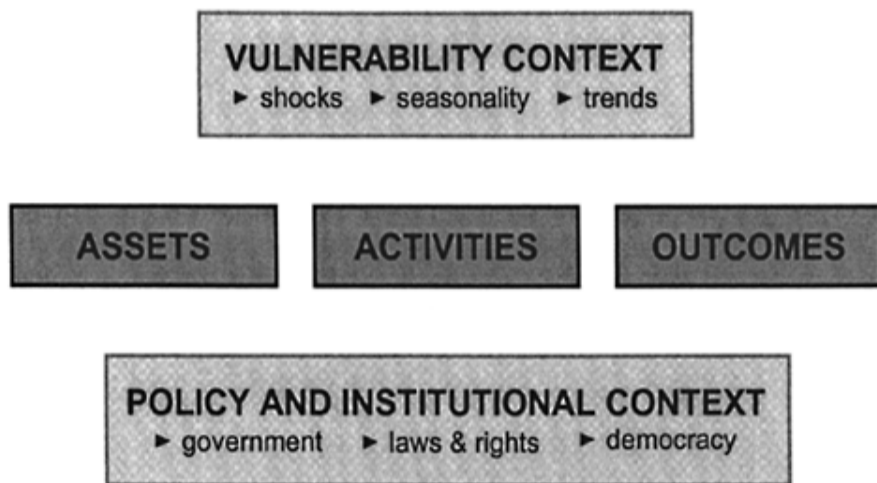 VULNERABILITY CONTEXT
► shocks ► seasonality ► trends
ASSETS ACTIVITIES OUTCOMES
POLICY AND INSTITUTIONAL CONTEXT
► government ► laws & rights ► democracy